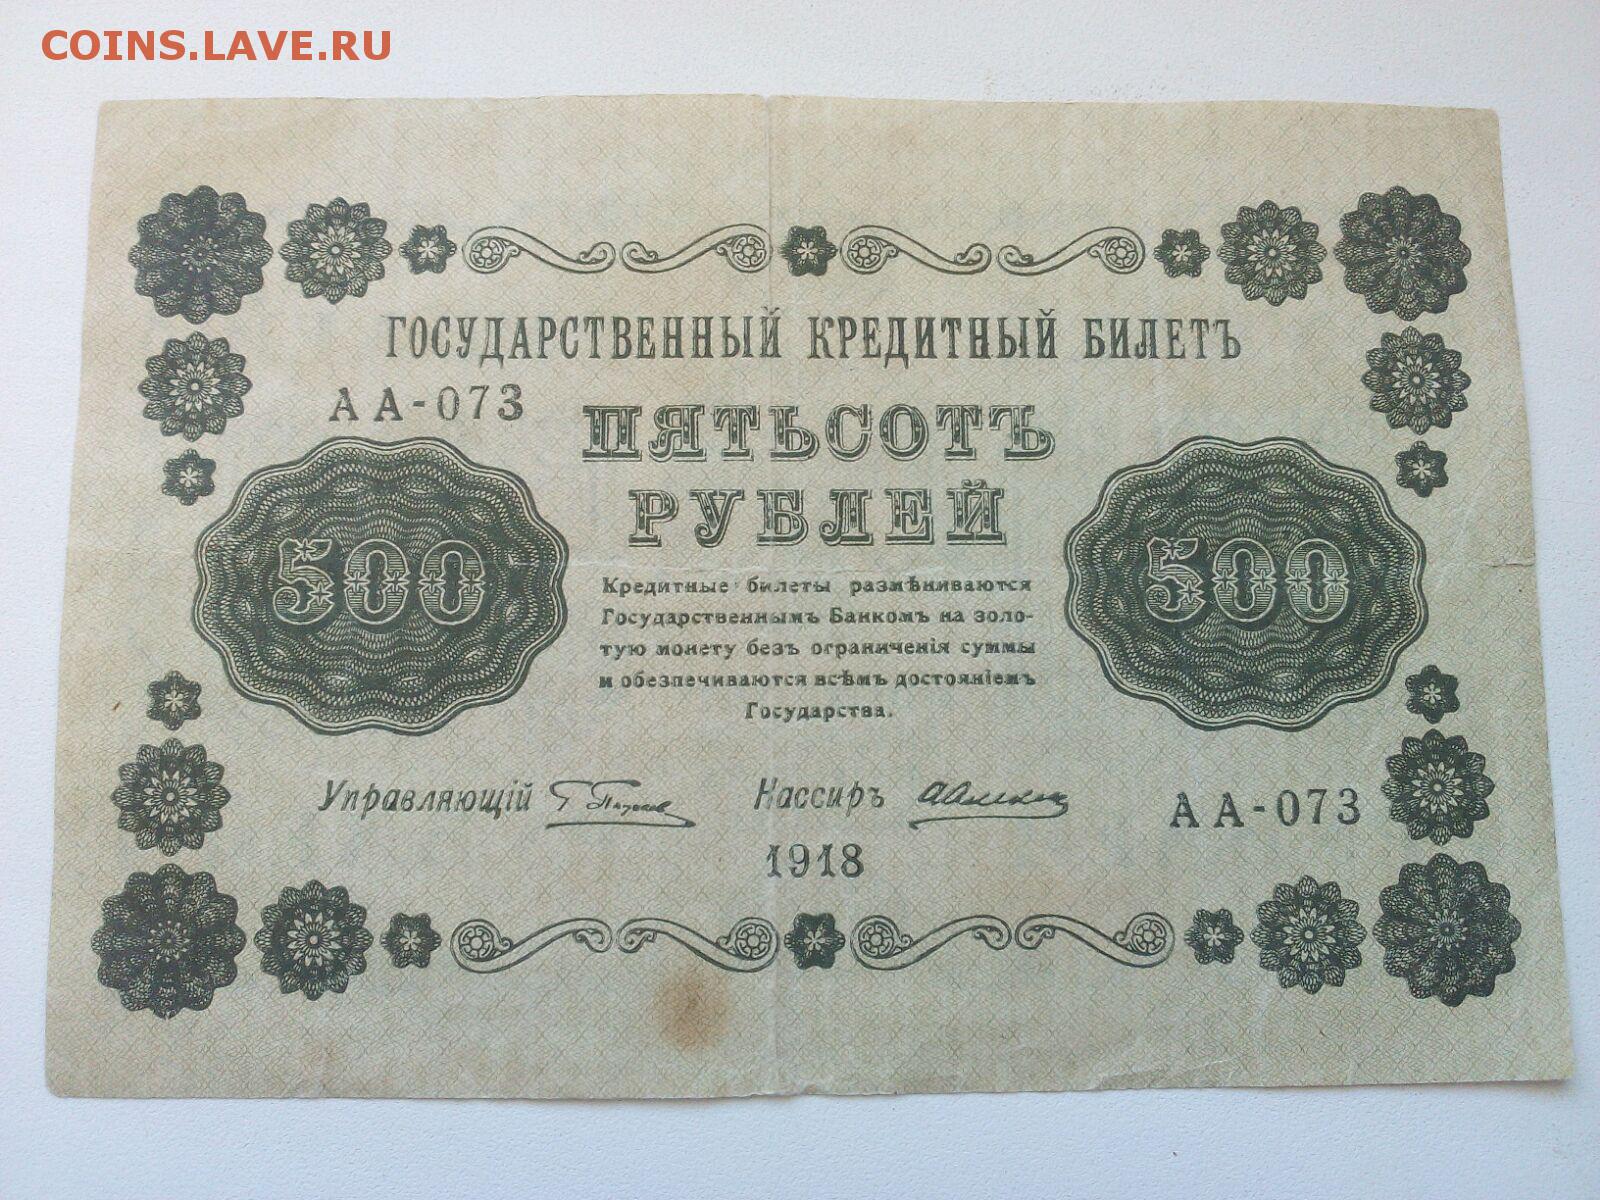 COINS.LAVE.RU
ГОСУДАРСТВЕННЫЙ КРЕДИТНЫЙ БИЛЕТЪ
АА-073
ПЯТЬСОТЪ
РУБЛЕЙ
500
500
Кредитные билеты размѣниваются
Государственнымъ Банкомъ на золо-
тую монету безъ ограниченія суммы
и обезпечиваются всѣмъ достояніемъ
Государства.
Управляющій
Кассиръ
АА-073
1918